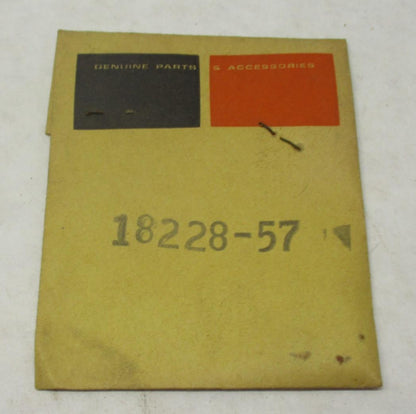 GENUINE PARTS & ACCESSORIES
18228-57